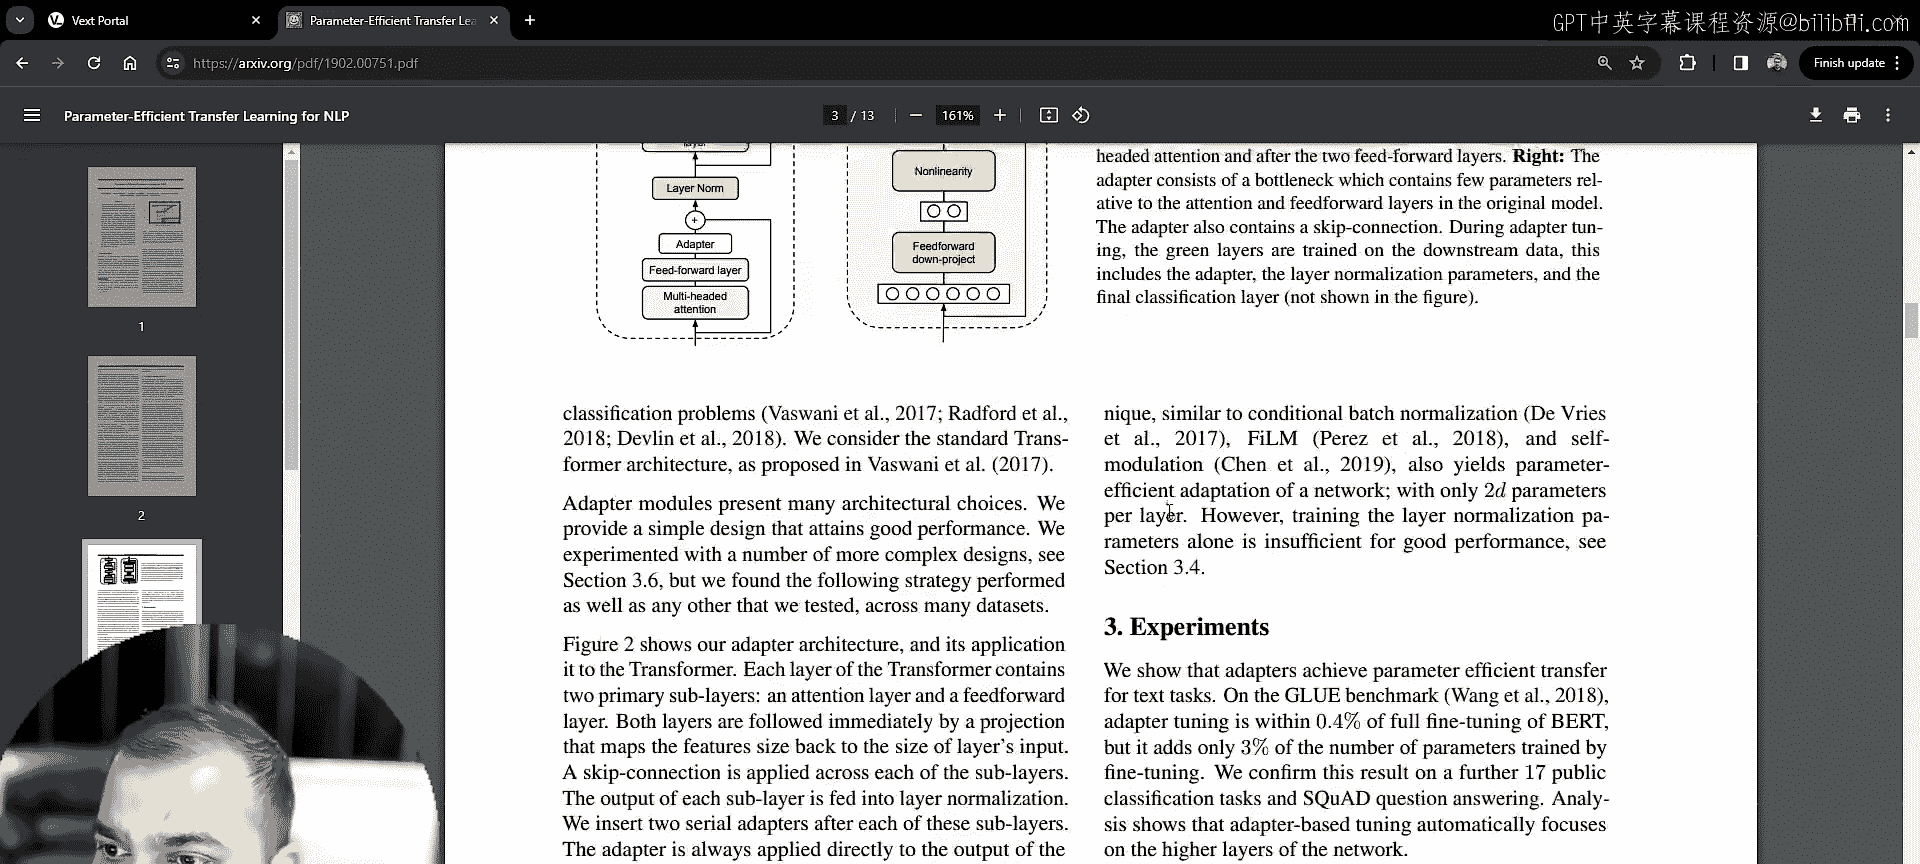 Vext Portal
Parameter-Efficient Transfer Lea
GPT中英字幕课程资源@bilibili.com
https://arxiv.org/pdf/1902.00751.pdf
Finish update
Parameter-Efficient Transfer Learning for NLP
3 / 13
161%
1
2
Layer Norm
+
Adapter
Feed-forward layer
Multi-headed
attention
Nonlinearity
Feedforward
down-project
headed attention and after the two feed-forward layers. Right: The
adapter consists of a bottleneck which contains few parameters rel-
ative to the attention and feedforward layers in the original model.
The adapter also contains a skip-connection. During adapter tun-
ing, the green layers are trained on the downstream data, this
includes the adapter, the layer normalization parameters, and the
final classification layer (not shown in the figure).
classification problems (Vaswani et al., 2017; Radford et al.,
2018; Devlin et al., 2018). We consider the standard Trans-
former architecture, as proposed in Vaswani et al. (2017).
Adapter modules present many architectural choices. We
provide a simple design that attains good performance. We
experimented with a number of more complex designs, see
Section 3.6, but we found the following strategy performed
as well as any other that we tested, across many datasets.
Figure 2 shows our adapter architecture, and its application
it to the Transformer. Each layer of the Transformer contains
two primary sub-layers: an attention layer and a feedforward
layer. Both layers are followed immediately by a projection
that maps the features size back to the size of layer's input.
A skip-connection is applied across each of the sub-layers.
The output of each sub-layer is fed into layer normalization.
We insert two serial adapters after each of these sub-layers.
The adapter is always applied directly to the output of the
nique, similar to conditional batch normalization (De Vries
et al., 2017), FiLM (Perez et al., 2018), and self-
modulation (Chen et al., 2019), also yields parameter-
efficient adaptation of a network; with only 2d parameters
per layer. However, training the layer normalization pa-
rameters alone is insufficient for good performance, see
Section 3.4.
3. Experiments
We show that adapters achieve parameter efficient transfer
for text tasks. On the GLUE benchmark (Wang et al., 2018),
adapter tuning is within 0.4% of full fine-tuning of BERT,
but it adds only 3% of the number of parameters trained by
fine-tuning. We confirm this result on a further 17 public
classification tasks and SQuAD question answering. Analy-
sis shows that adapter-based tuning automatically focuses
on the higher layers of the network.